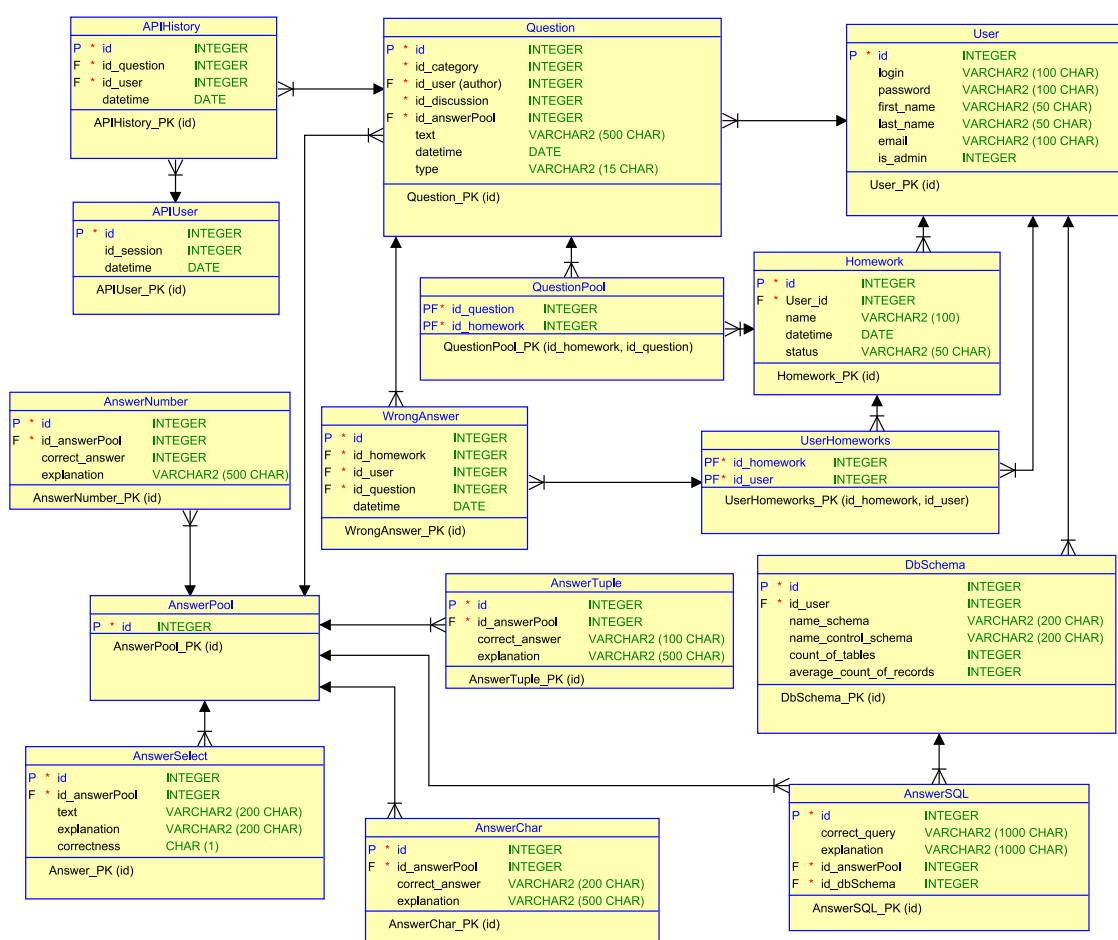 APIHistory
P * id INTEGER
F * id_question INTEGER
F * id_user INTEGER
datetime DATE
APIHistory_PK (id)
Question
P * id INTEGER
* id_category INTEGER
F * id_user (author) INTEGER
* id_discussion INTEGER
F * id_answerPool INTEGER
text VARCHAR2 (500 CHAR)
datetime DATE
type VARCHAR2 (15 CHAR)
Question_PK (id)
User
P * id INTEGER
login VARCHAR2 (100 CHAR)
password VARCHAR2 (100 CHAR)
first_name VARCHAR2 (50 CHAR)
last_name VARCHAR2 (50 CHAR)
email VARCHAR2 (100 CHAR)
is_admin INTEGER
User_PK (id)
APIUser
P * id INTEGER
id_session INTEGER
datetime DATE
APIUser_PK (id)
QuestionPool
PF* id_question INTEGER
PF* id_homework INTEGER
QuestionPool_PK (id_homework, id_question)
Homework
P * id INTEGER
F * User_id INTEGER
name VARCHAR2 (100)
datetime DATE
status VARCHAR2 (50 CHAR)
Homework_PK (id)
AnswerNumber
P * id INTEGER
F * id_answerPool INTEGER
correct_answer INTEGER
explanation VARCHAR2 (500 CHAR)
AnswerNumber_PK (id)
WrongAnswer
P * id INTEGER
F * id_homework INTEGER
F * id_user INTEGER
F * id_question INTEGER
datetime DATE
WrongAnswer_PK (id)
UserHomeworks
PF* id_homework INTEGER
PF* id_user INTEGER
UserHomeworks_PK (id_homework, id_user)
AnswerPool
P * id INTEGER
AnswerPool_PK (id)
AnswerTuple
P * id INTEGER
F * id_answerPool INTEGER
correct_answer VARCHAR2 (100 CHAR)
explanation VARCHAR2 (500 CHAR)
AnswerTuple_PK (id)
DbSchema
P * id INTEGER
F * id_user INTEGER
name_schema VARCHAR2 (200 CHAR)
name_control_schema VARCHAR2 (200 CHAR)
count_of_tables INTEGER
average_count_of_records INTEGER
DbSchema_PK (id)
AnswerSelect
P * id INTEGER
F * id_answerPool INTEGER
text VARCHAR2 (200 CHAR)
explanation VARCHAR2 (200 CHAR)
correctness CHAR (1)
Answer_PK (id)
AnswerChar
P * id INTEGER
F * id_answerPool INTEGER
correct_answer VARCHAR2 (200 CHAR)
explanation VARCHAR2 (500 CHAR)
AnswerChar_PK (id)
AnswerSQL
P * id INTEGER
correct_query VARCHAR2 (1000 CHAR)
explanation VARCHAR2 (1000 CHAR)
F * id_answerPool INTEGER
F * id_dbSchema INTEGER
AnswerSQL_PK (id)